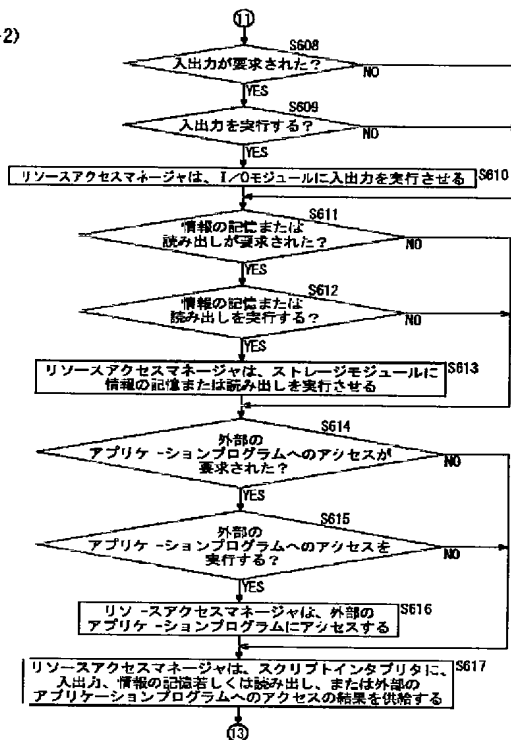 ⑪
-2)
S608
入出力が要求された?
NO
YES
S609
入出力を実行する?
NO
YES
リソースアクセスマネージャは、I/Oモジュールに入出力を実行させる
S610
S611
情報の記憶または
読み出しが要求された?
NO
YES
S612
情報の記憶または
読み出しを実行する?
NO
YES
リソースアクセスマネージャは、ストレージモジュールに
情報の記憶または読み出しを実行させる
S613
S614
外部の
アプリケーションプログラムへのアクセスが
要求された?
NO
YES
S615
外部の
アプリケーションプログラムへのアクセスを
実行する?
NO
YES
リソースアクセスマネージャは、外部の
アプリケーションプログラムにアクセスする
S616
リソースアクセスマネージャは、スクリプトインタプリタに、
入出力、情報の記憶若しくは読み出し、または外部の
アプリケーションプログラムへのアクセスの結果を供給する
S617
⑬